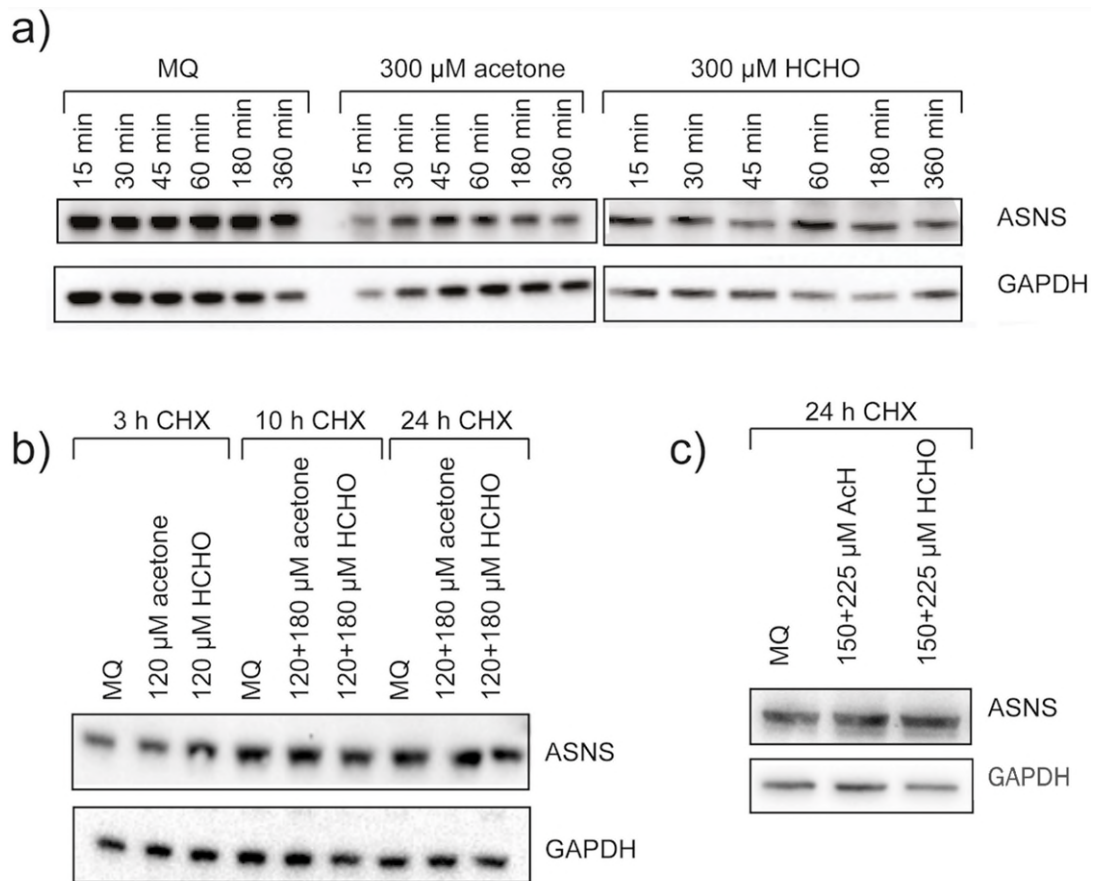 a)
MQ 300 µM acetone 300 µM HCHO
15 min 30 min 45 min 60 min 180 min 360 min 15 min 30 min 45 min 60 min 180 min 360 min 15 min 30 min 45 min 60 min 180 min 360 min
ASNS
GAPDH
b)
3 h CHX 10 h CHX 24 h CHX
MQ 120 µM acetone 120 µM HCHO MQ 120+180 µM acetone 120+180 µM HCHO MQ 120+180 µM acetone 120+180 µM HCHO
ASNS
GAPDH
c)
24 h CHX
MQ 150+225 µM AcH 150+225 µM HCHO
ASNS
GAPDH